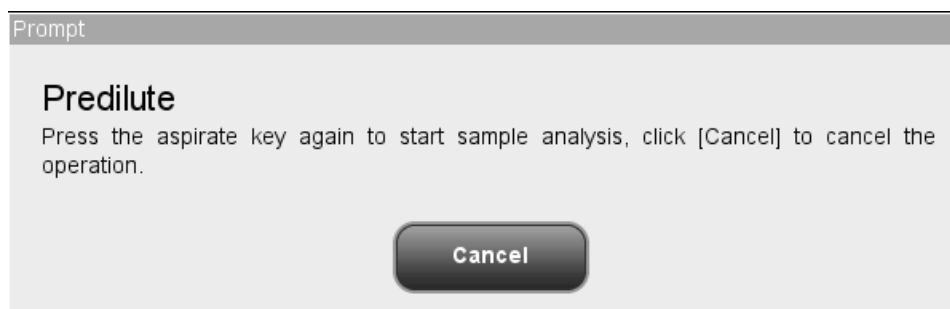 Prompt
Predilute
Press the aspirate key again to start sample analysis, click [Cancel] to cancel the
operation.
Cancel